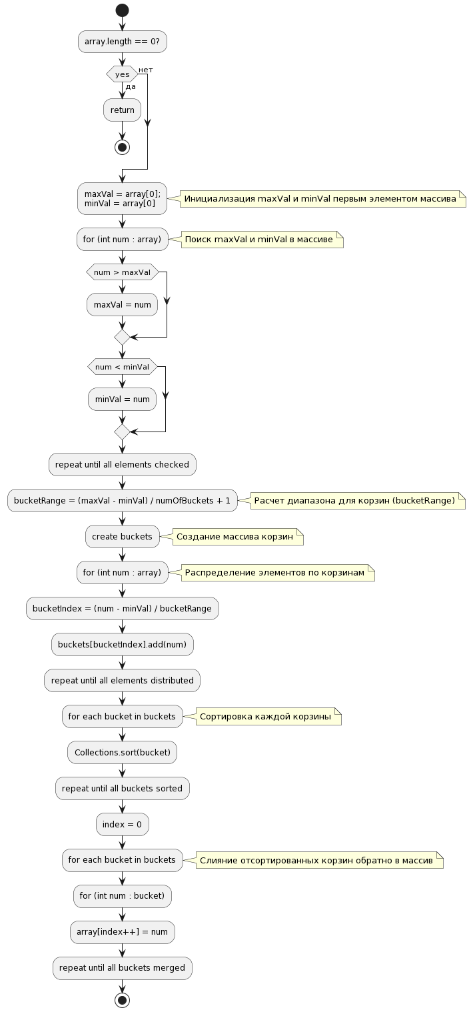 array.length == 0?
yes
нет
да
return
maxVal = array[0];
minVal = array[0]
Инициализация maxVal и minVal первым элементом массива
for (int num : array)
Поиск maxVal и minVal в массиве
num > maxVal
maxVal = num
num < minVal
minVal = num
repeat until all elements checked
bucketRange = (maxVal - minVal) / numOfBuckets + 1
Расчет диапазона для корзин (bucketRange)
create buckets
Создание массива корзин
for (int num : array)
Распределение элементов по корзинам
bucketIndex = (num - minVal) / bucketRange
buckets[bucketIndex].add(num)
repeat until all elements distributed
for each bucket in buckets
Сортировка каждой корзины
Collections.sort(bucket)
repeat until all buckets sorted
index = 0
for each bucket in buckets
Слияние отсортированных корзин обратно в массив
for (int num : bucket)
array[index++] = num
repeat until all buckets merged